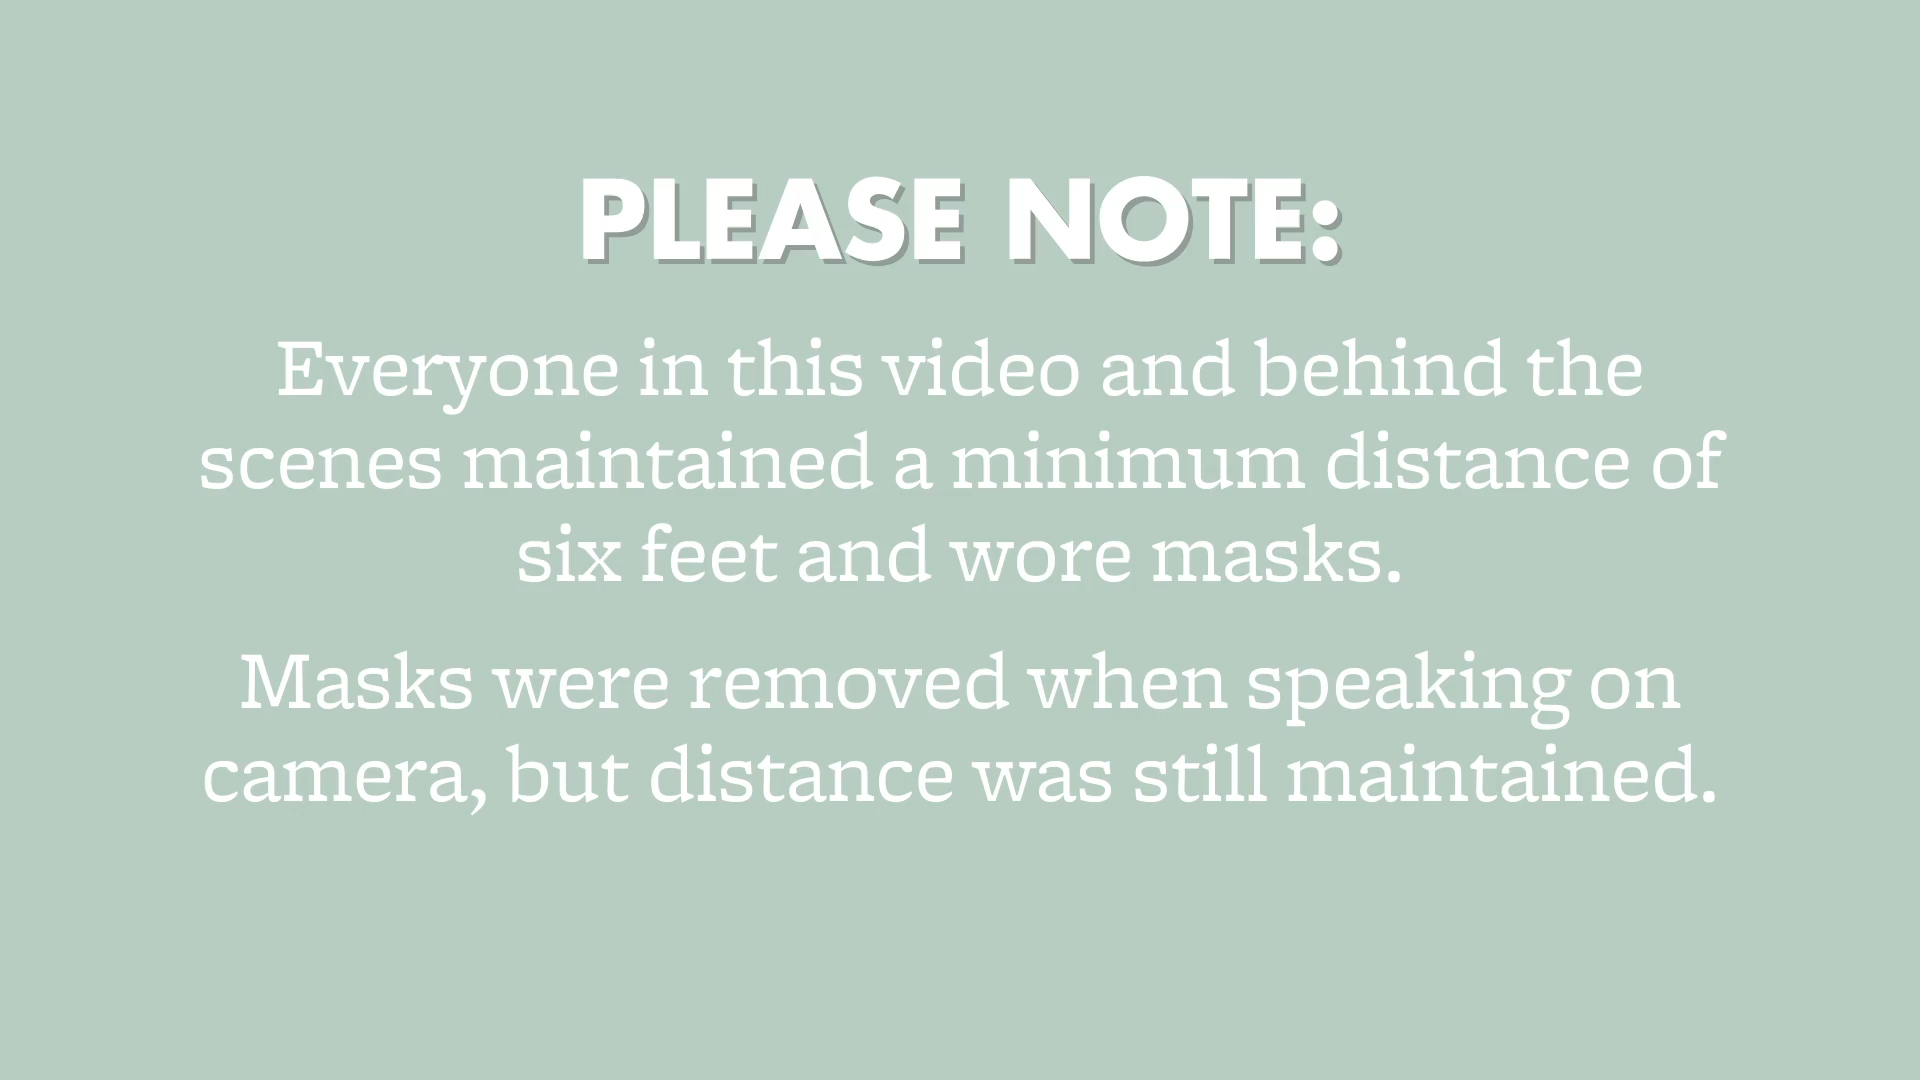 PLEASE NOTE:
Everyone in this video and behind the
scenes maintained a minimum distance of
six feet and wore masks.
Masks were removed when speaking on
camera, but distance was still maintained.